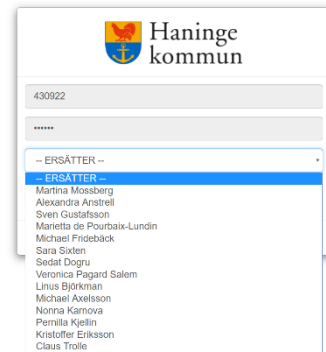 Haninge
kommun
430922
••••••
-- ERSÄTTER --
-- ERSÄTTER --
Martina Mossberg
Alexandra Anstrell
Sven Gustafsson
Marietta de Pourbaix-Lundin
Michael Fridebäck
Sara Sixten
Sedat Dogru
Veronica Pagard Salem
Linus Björkman
Michael Axelsson
Nonna Karnova
Pernilla Kjellin
Kristoffer Eriksson
Claus Trolle